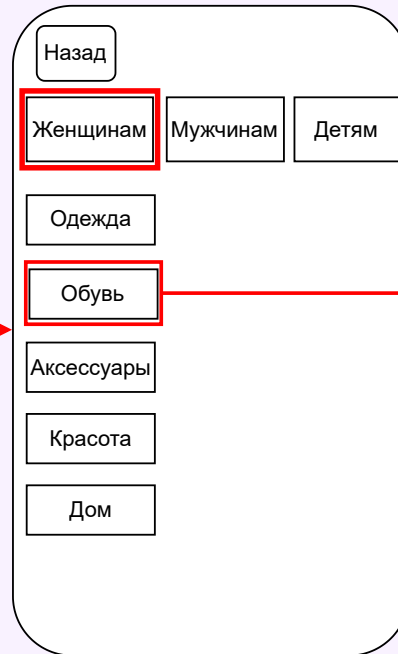 Назад
Женщинам Мужчинам Детям
Одежда
Обувь
Аксессуары
Красота
Дом